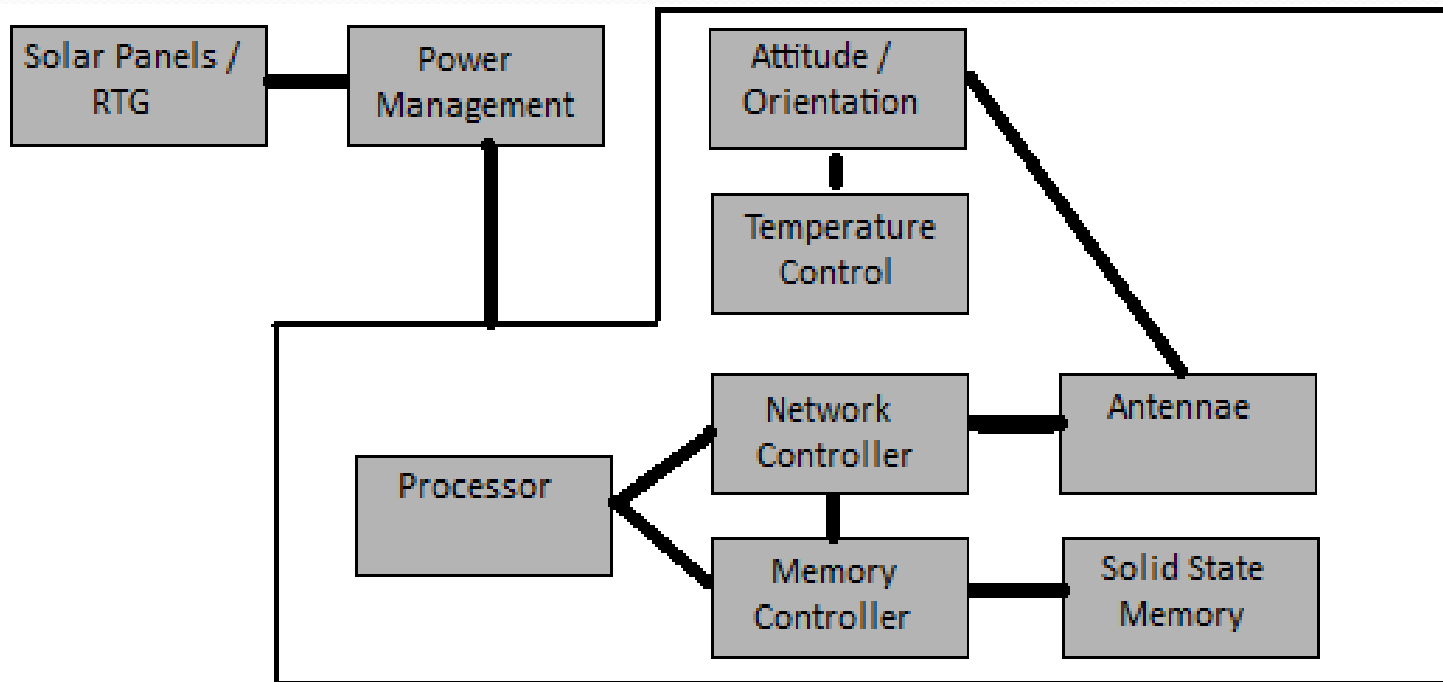 Solar Panels /
RTG
Power
Management
Attitude /
Orientation
Temperature
Control
Network
Controller
Antennae
Processor
Memory
Controller
Solid State
Memory